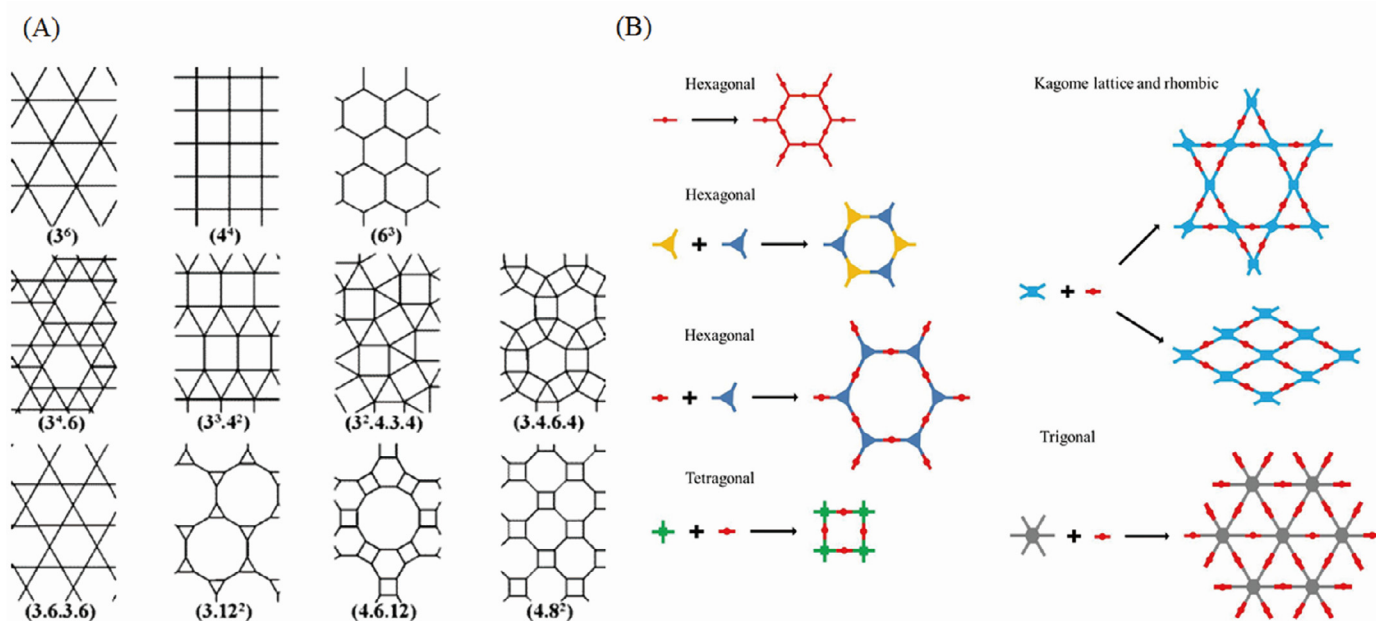 (A)
(3⁶)
(4⁴)
(6³)
(3⁴.6)
(3³.4²)
(3².4.3.4)
(3.4.6.4)
(3.6.3.6)
(3.12²)
(4.6.12)
(4.8²)
(B)
Hexagonal
Hexagonal
+
Hexagonal
+
Tetragonal
+
Kagome lattice and rhombic
+
Trigonal
+